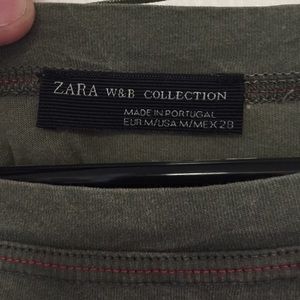 ZARA W&B COLLECTION
MADE IN PORTUGAL
EUR M/USA M/MEX 28